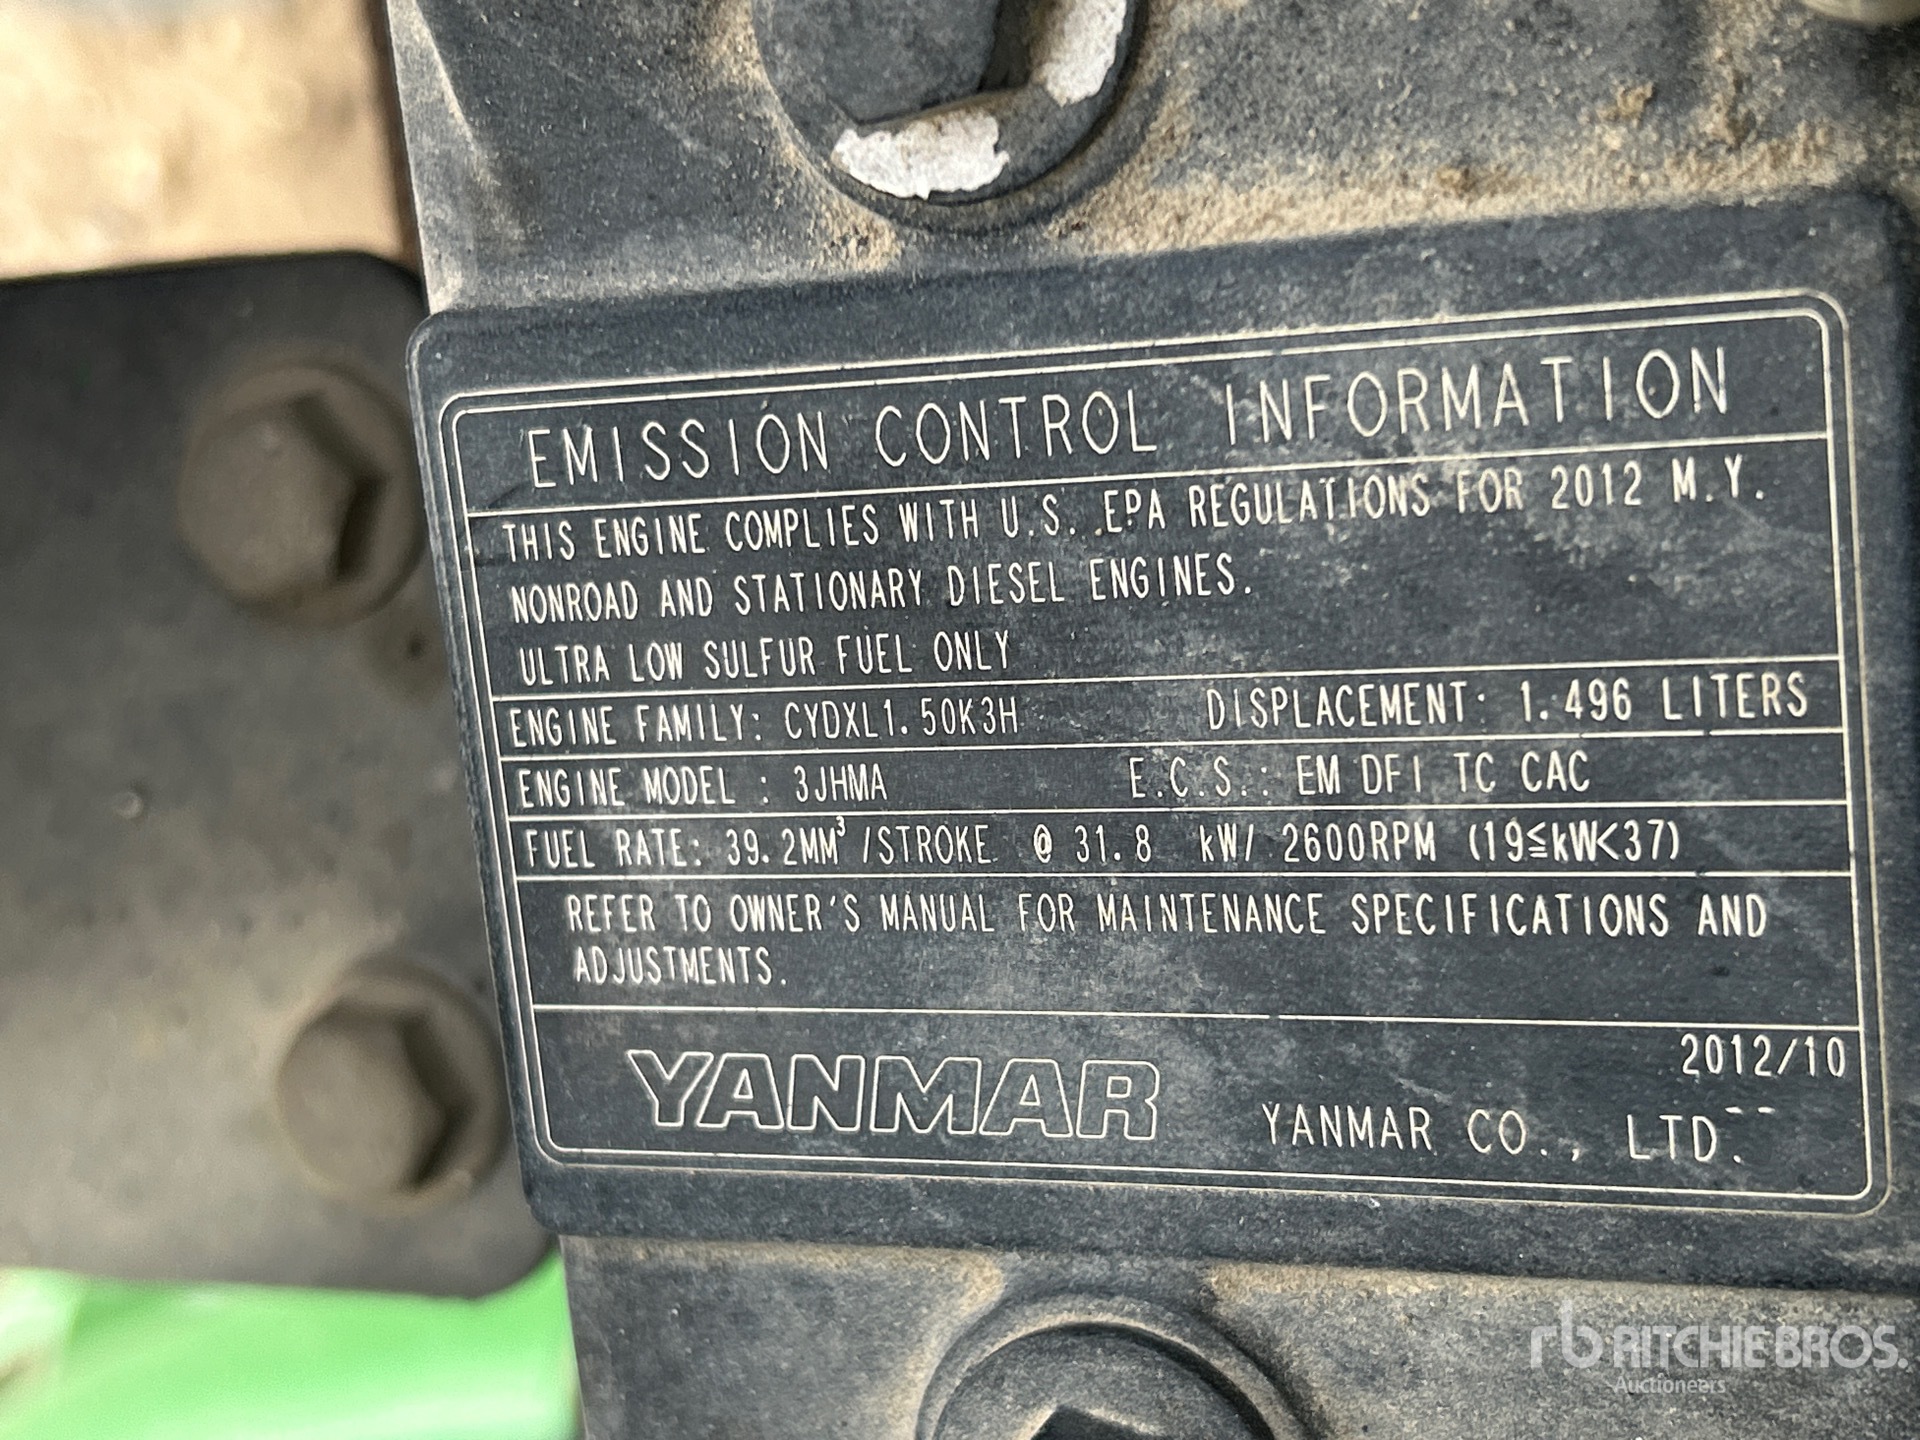 EMISSION CONTROL INFORMATION
THIS ENGINE COMPLIES WITH U.S. EPA REGULATIONS FOR 2012 M.Y.
NONROAD AND STATIONARY DIESEL ENGINES.
ULTRA LOW SULFUR FUEL ONLY
ENGINE FAMILY: CYDXL1.50K3H DISPLACEMENT: 1.496 LITERS
ENGINE MODEL : 3JHMA E.C.S.: EM DFI TC CAC
FUEL RATE: 39.2MM³/STROKE @ 31.8 kW/ 2600RPM (19≦kW<37)
REFER TO OWNER'S MANUAL FOR MAINTENANCE SPECIFICATIONS AND
ADJUSTMENTS.
2012/10
YANMAR YANMAR CO., LTD.
rb RITCHIE BROS.
Auctioneers